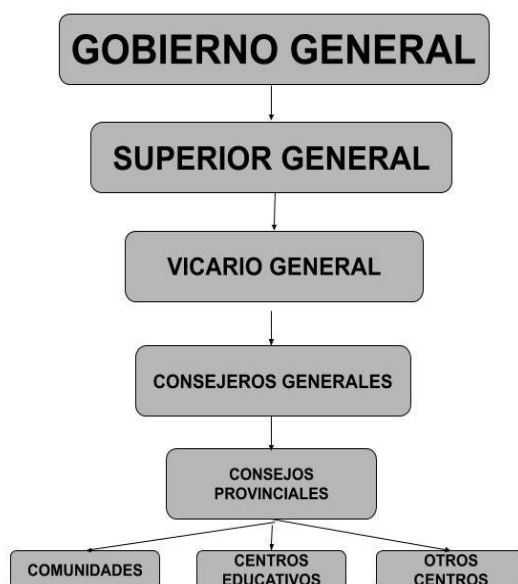 GOBIERNO GENERAL
SUPERIOR GENERAL
VICARIO GENERAL
CONSEJEROS GENERALES
CONSEJOS
PROVINCIALES
COMUNIDADES
CENTROS
EDUCATIVOS
OTROS
CENTROS